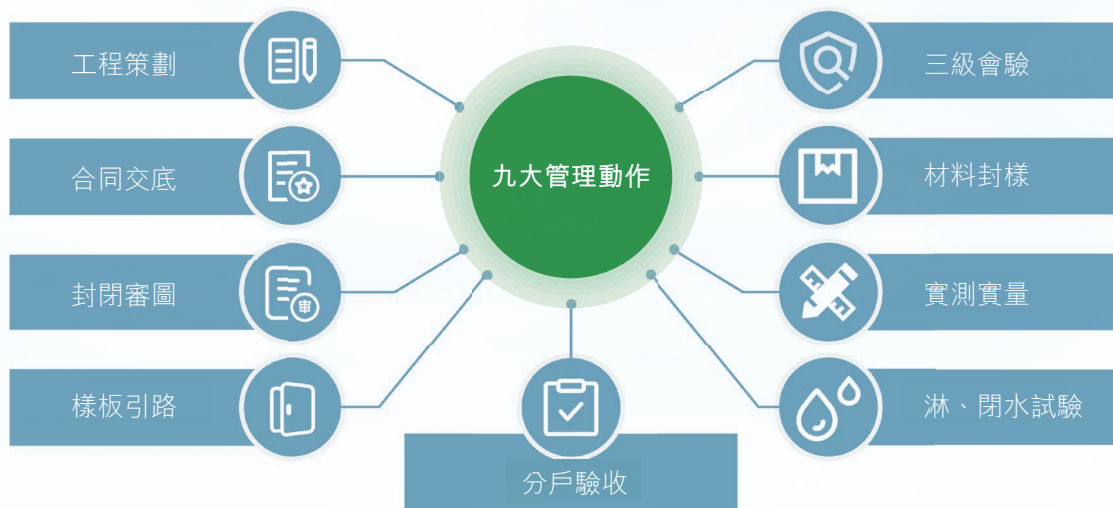 工程策劃
合同交底
封閉審圖
審
樣板引路
九大管理動作
分戶驗收
三級會驗
材料封樣
實測實量
淋、閉水試驗